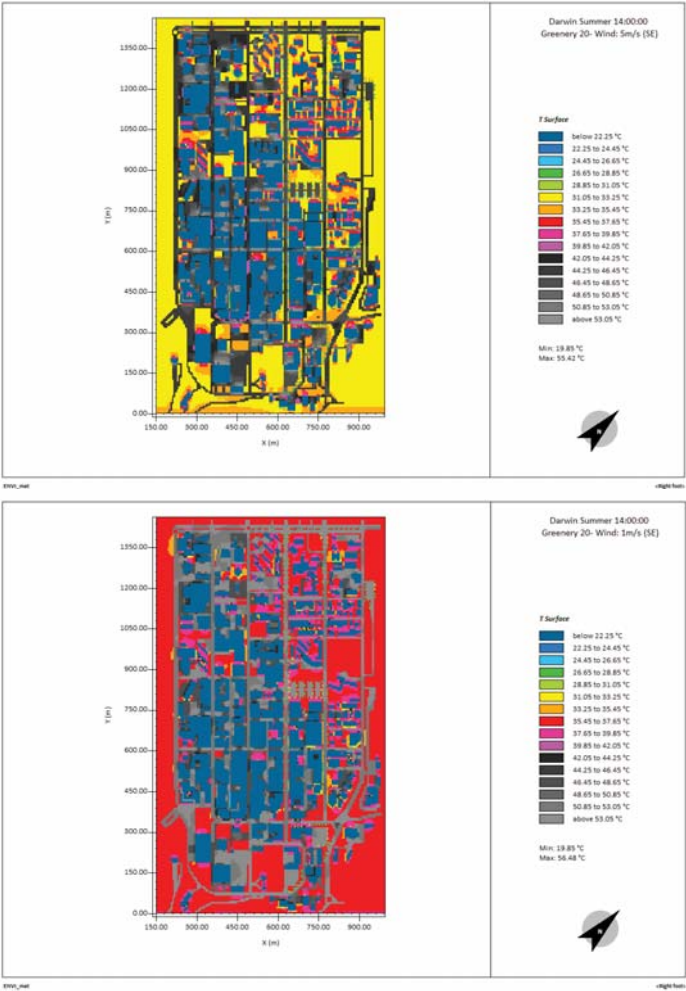 Darwin Summer 14:00:00
Greenery 20- Wind: 5m/s (SE)
1350.00
1200.00
1050.00
900.00
750.00
600.00
450.00
300.00
150.00
0.00
Y (m)
150.00 300.00 450.00 600.00 750.00 900.00
X (m)
T Surface
below 22.25 °C
22.25 to 24.45 °C
24.45 to 26.65 °C
26.65 to 28.85 °C
28.85 to 31.05 °C
31.05 to 33.25 °C
33.25 to 35.45 °C
35.45 to 37.65 °C
37.65 to 39.85 °C
39.85 to 42.05 °C
42.05 to 44.25 °C
44.25 to 46.45 °C
46.45 to 48.65 °C
48.65 to 50.85 °C
50.85 to 53.05 °C
above 53.05 °C
Min: 19.85 °C
Max: 55.42 °C
N
ENVI_met <Right foot>
Darwin Summer 14:00:00
Greenery 20- Wind: 1m/s (SE)
1350.00
1200.00
1050.00
900.00
750.00
600.00
450.00
300.00
150.00
0.00
Y (m)
150.00 300.00 450.00 600.00 750.00 900.00
X (m)
T Surface
below 22.25 °C
22.25 to 24.45 °C
24.45 to 26.65 °C
26.65 to 28.85 °C
28.85 to 31.05 °C
31.05 to 33.25 °C
33.25 to 35.45 °C
35.45 to 37.65 °C
37.65 to 39.85 °C
39.85 to 42.05 °C
42.05 to 44.25 °C
44.25 to 46.45 °C
46.45 to 48.65 °C
48.65 to 50.85 °C
50.85 to 53.05 °C
above 53.05 °C
Min: 19.85 °C
Max: 56.48 °C
N
ENVI_met <Right foot>